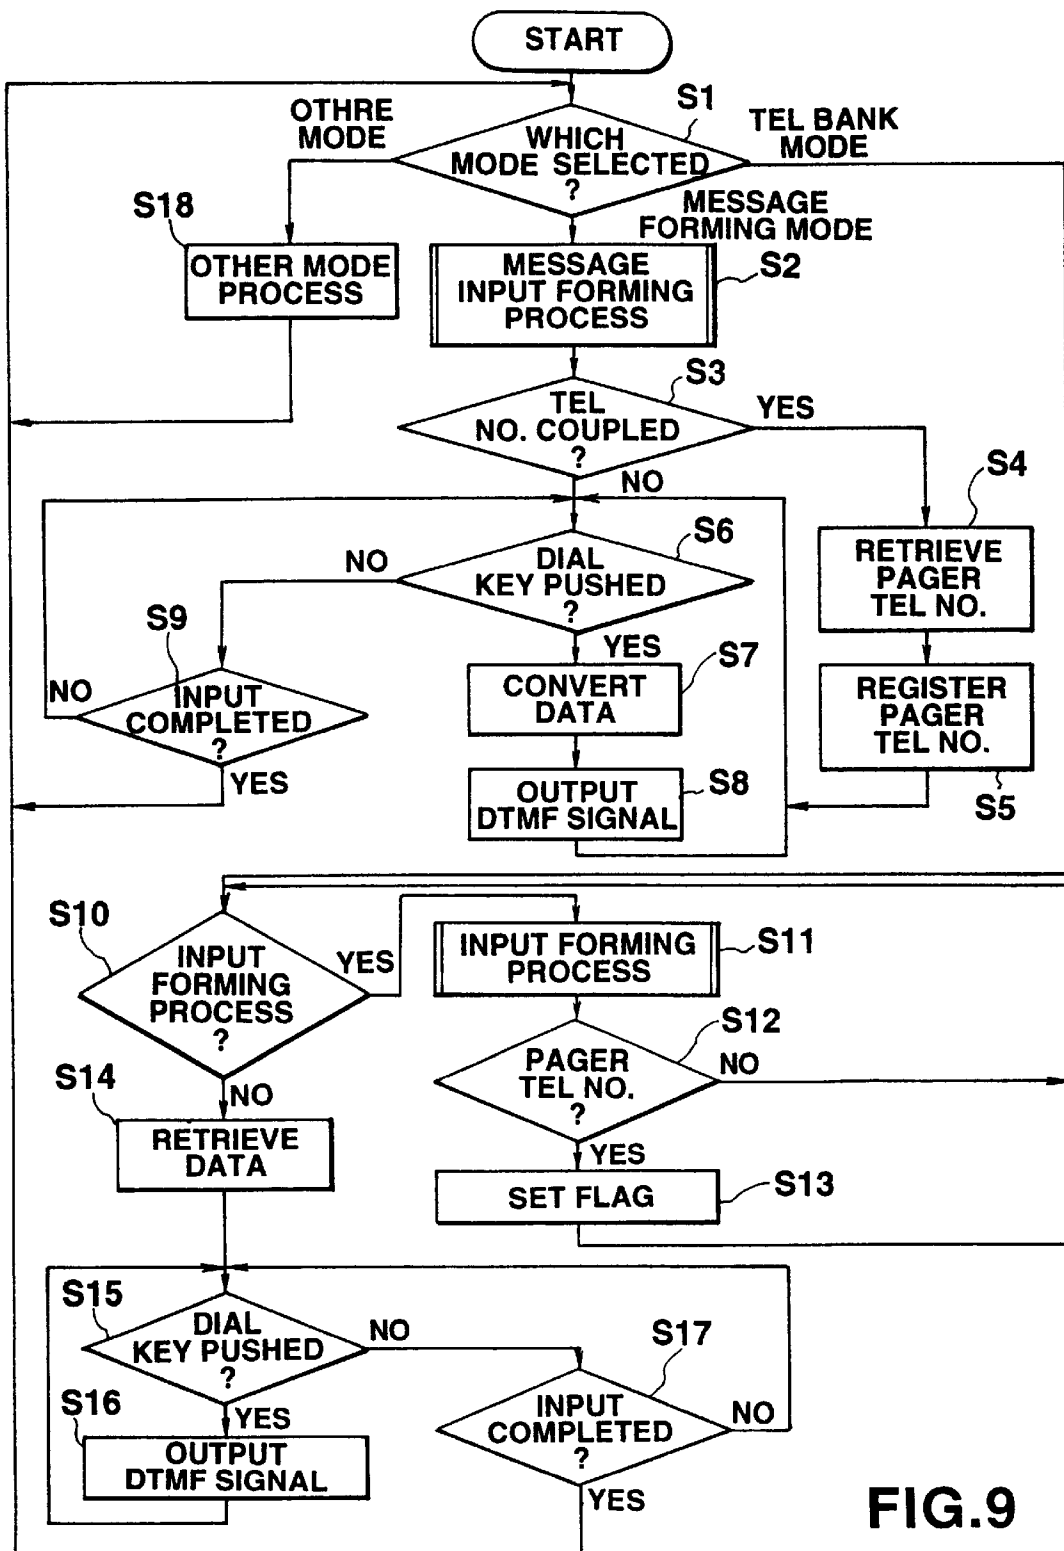 START
S1
OTHRE
MODE
WHICH
MODE SELECTED
?
TEL BANK
MODE
MESSAGE
FORMING MODE
S18
OTHER MODE
PROCESS
MESSAGE
INPUT FORMING
PROCESS
S2
S3
TEL
NO. COUPLED
?
YES
NO
S4
RETRIEVE
PAGER
TEL NO.
S6
DIAL
KEY PUSHED
?
NO
YES
S9
INPUT
COMPLETED
?
NO
YES
S7
CONVERT
DATA
REGISTER
PAGER
TEL NO.
S5
S8
OUTPUT
DTMF SIGNAL
S10
INPUT
FORMING
PROCESS
?
YES
NO
INPUT FORMING
PROCESS
S11
S12
PAGER
TEL NO.
?
NO
YES
S14
RETRIEVE
DATA
SET FLAG
S13
S15
DIAL
KEY PUSHED
?
NO
YES
S17
INPUT
COMPLETED
?
NO
YES
S16
OUTPUT
DTMF SIGNAL
FIG.9